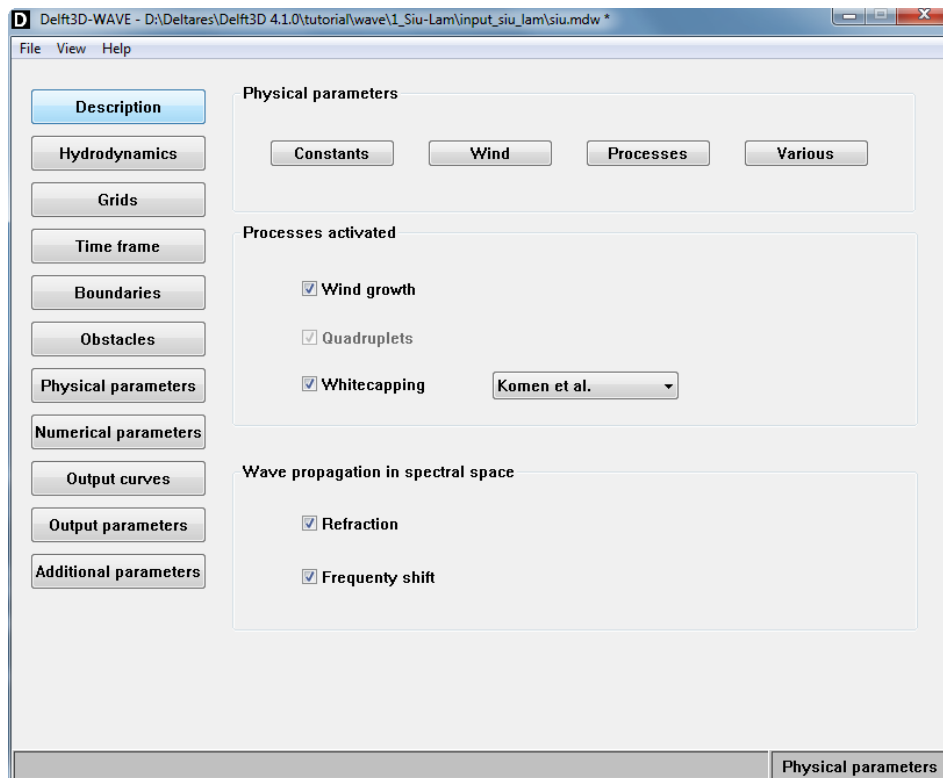 D Delft3D-WAVE - D:\Deltares\Delft3D 4.1.0\tutorial\wave\1_Siu-Lam\input_siu_lam\siu.mdw *
File View Help
Description
Hydrodynamics
Grids
Time frame
Boundaries
Obstacles
Physical parameters
Numerical parameters
Output curves
Output parameters
Additional parameters
Physical parameters
Constants Wind Processes Various
Processes activated
Wind growth
Quadruplets
Whitecapping Komen et al.
Wave propagation in spectral space
Refraction
Frequenty shift
Physical parameters